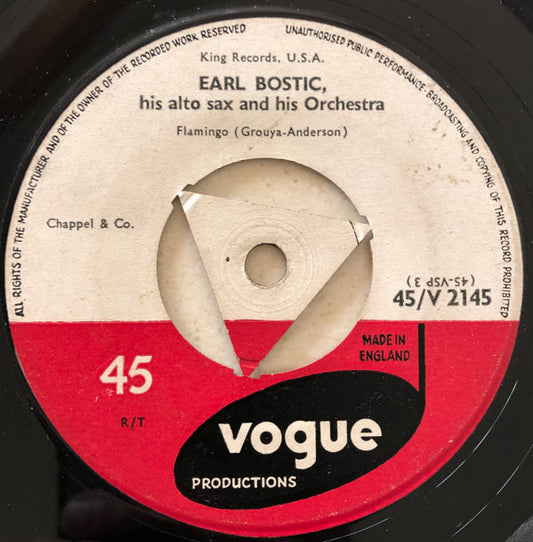 ALL RIGHTS OF THE MANUFACTURER AND OF THE OWNER OF THE RECORDED WORK RESERVED
UNAUTHORISED PUBLIC PERFORMANCE, BROADCASTING AND COPYING OF THIS RECORD PROHIBITED
King Records, U.S.A.
EARL BOSTIC,
his alto sax and his Orchestra
Flamingo (Grouya-Anderson)
Chappel & Co.
(45-VSP 3)
45/V 2145
MADE IN
ENGLAND
45
R/T
vogue
PRODUCTIONS